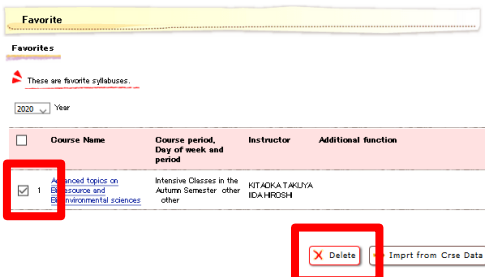 Favorite
Favorites
These are favorite syllabuses.
2020 Year
Course Name Course period, Day of week and period Instructor Additional function
1 Advanced topics on Bioresource and Bioenvironmental sciences Intensive Classes in the Autumn Semester other other KITAOKA TAKUYA IIDA HIROSHI
Delete Imprt from Crse Data